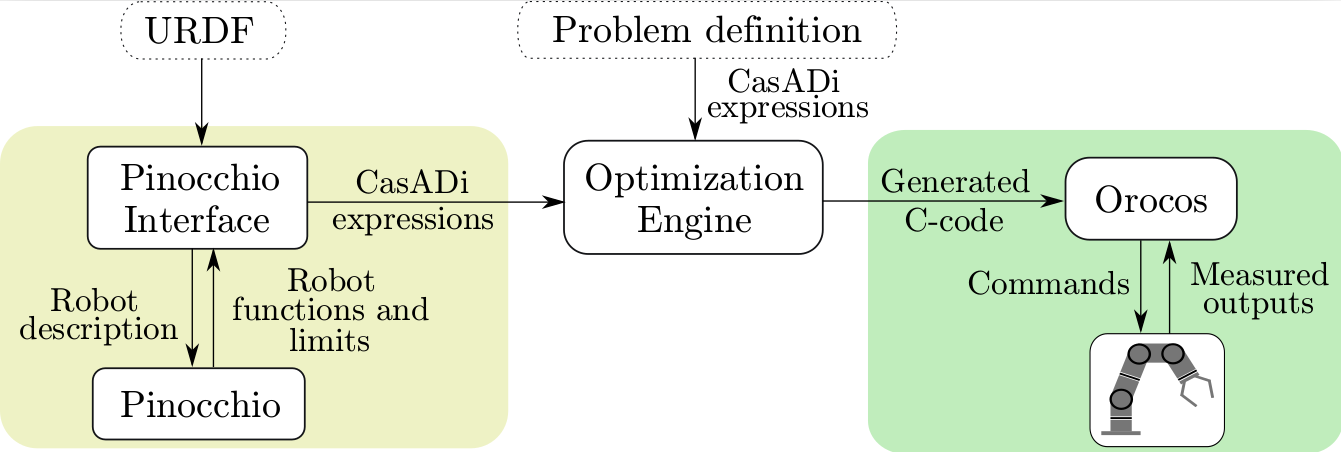 URDF
Problem definition
CasADi
expressions
Pinocchio
Interface
CasADi
expressions
Optimization
Engine
Generated
C-code
Orocos
Robot
description
Robot
functions and
limits
Commands
Measured
outputs
Pinocchio